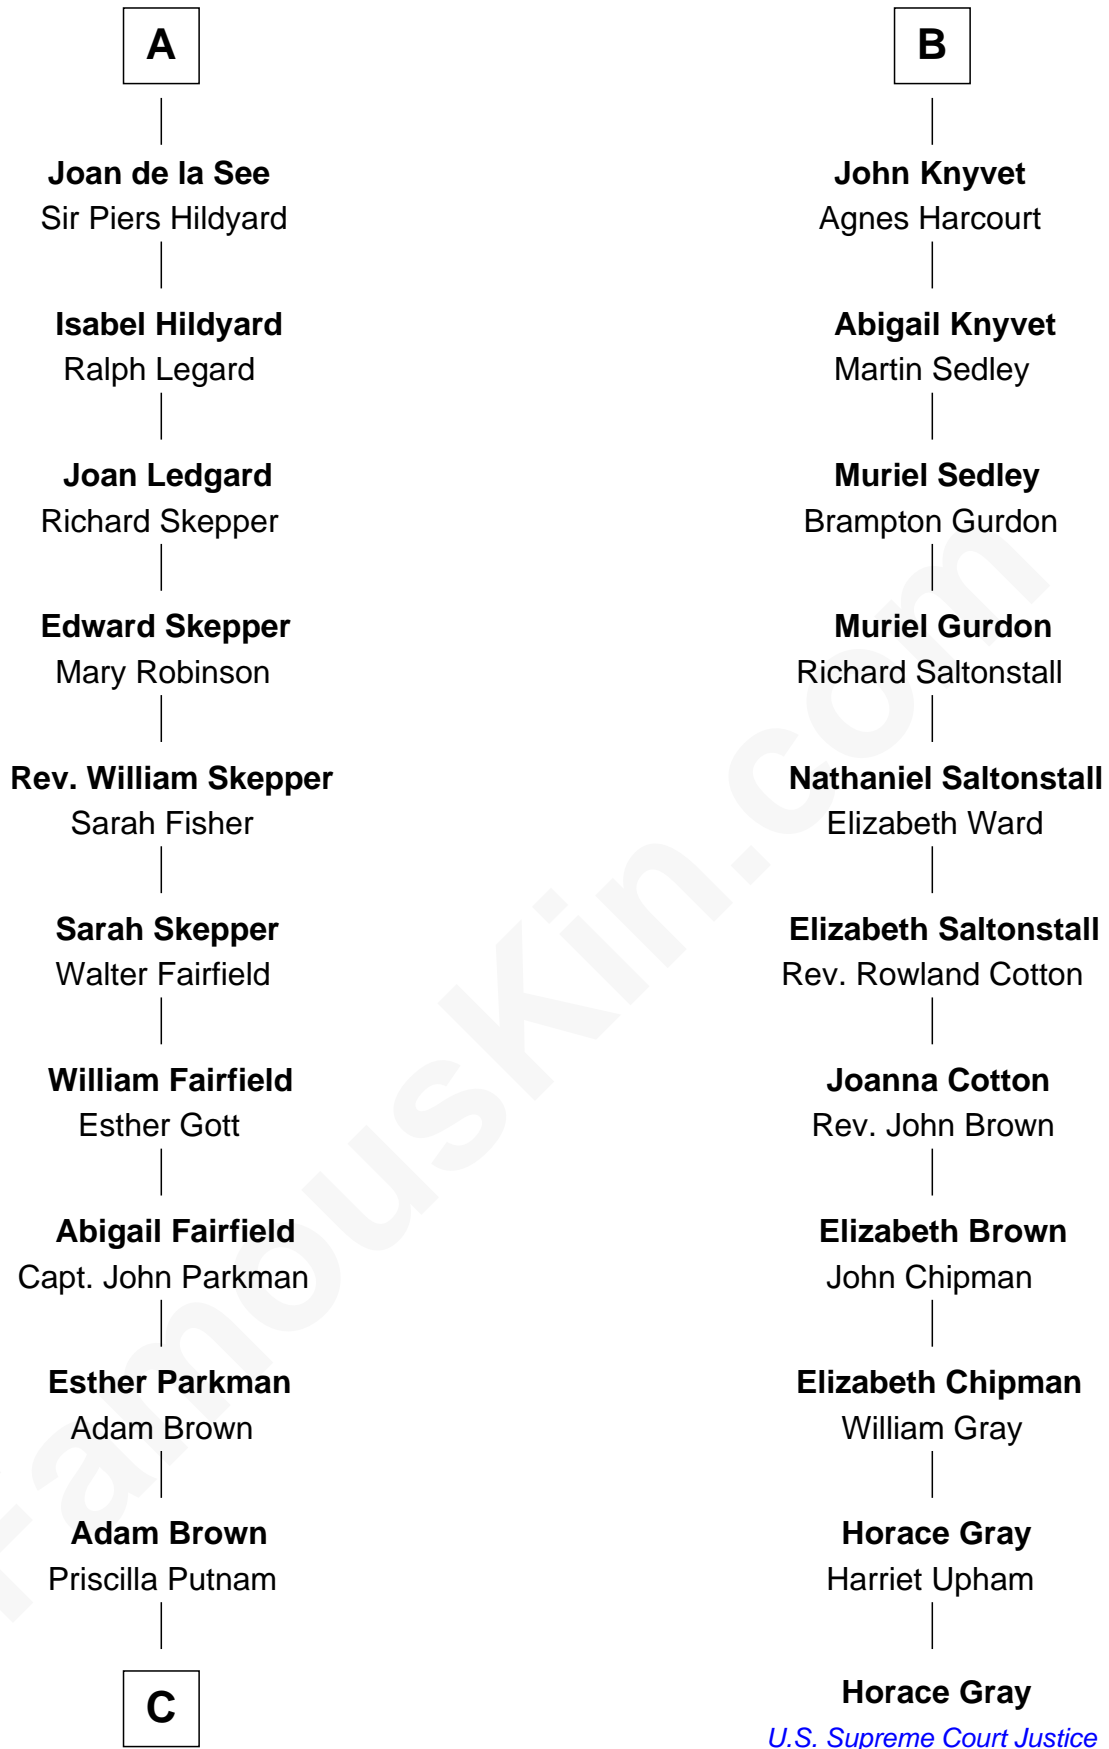 A
Joan de la See
Sir Piers Hildyard
Isabel Hildyard
Ralph Legard
Joan Ledgard
Richard Skepper
Edward Skepper
Mary Robinson
Rev. William Skepper
Sarah Fisher
Sarah Skepper
Walter Fairfield
William Fairfield
Esther Gott
Abigail Fairfield
Capt. John Parkman
Esther Parkman
Adam Brown
Adam Brown
Priscilla Putnam
C
B
John Knyvet
Agnes Harcourt
Abigail Knyvet
Martin Sedley
Muriel Sedley
Brampton Gurdon
Muriel Gurdon
Richard Saltonstall
Nathaniel Saltonstall
Elizabeth Ward
Elizabeth Saltonstall
Rev. Rowland Cotton
Joanna Cotton
Rev. John Brown
Elizabeth Brown
John Chipman
Elizabeth Chipman
William Gray
Horace Gray
Harriet Upham
Horace Gray
U.S. Supreme Court Justice
FamousKin.com